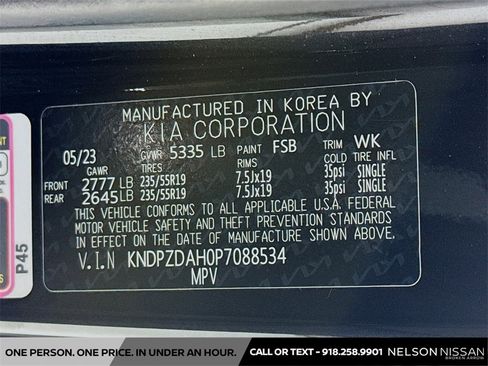 MANUFACTURED IN KOREA BY
KIA CORPORATION
05/23 GVWR 5335 LB PAINT FSB TRIM WK
GAWR TIRES RIMS COLD TIRE INFL
FRONT 2777 LB 235/55R19 7.5Jx19 35psi SINGLE
REAR 2645 LB 235/55R19 7.5Jx19 35psi SINGLE
THIS VEHICLE CONFORMS TO ALL APPLICABLE U.S.A. FEDERAL
MOTOR VEHICLE SAFETY AND THEFT PREVENTION STANDARDS
IN EFFECT ON THE DATE OF MANUFACTURE SHOWN ABOVE.
V.I.N KNDPZDAH0P7088534
MPV
P45
ONE PERSON. ONE PRICE. IN UNDER AN HOUR. CALL OR TEXT - 918.258.9901 NELSON NISSAN
BROKEN ARROW